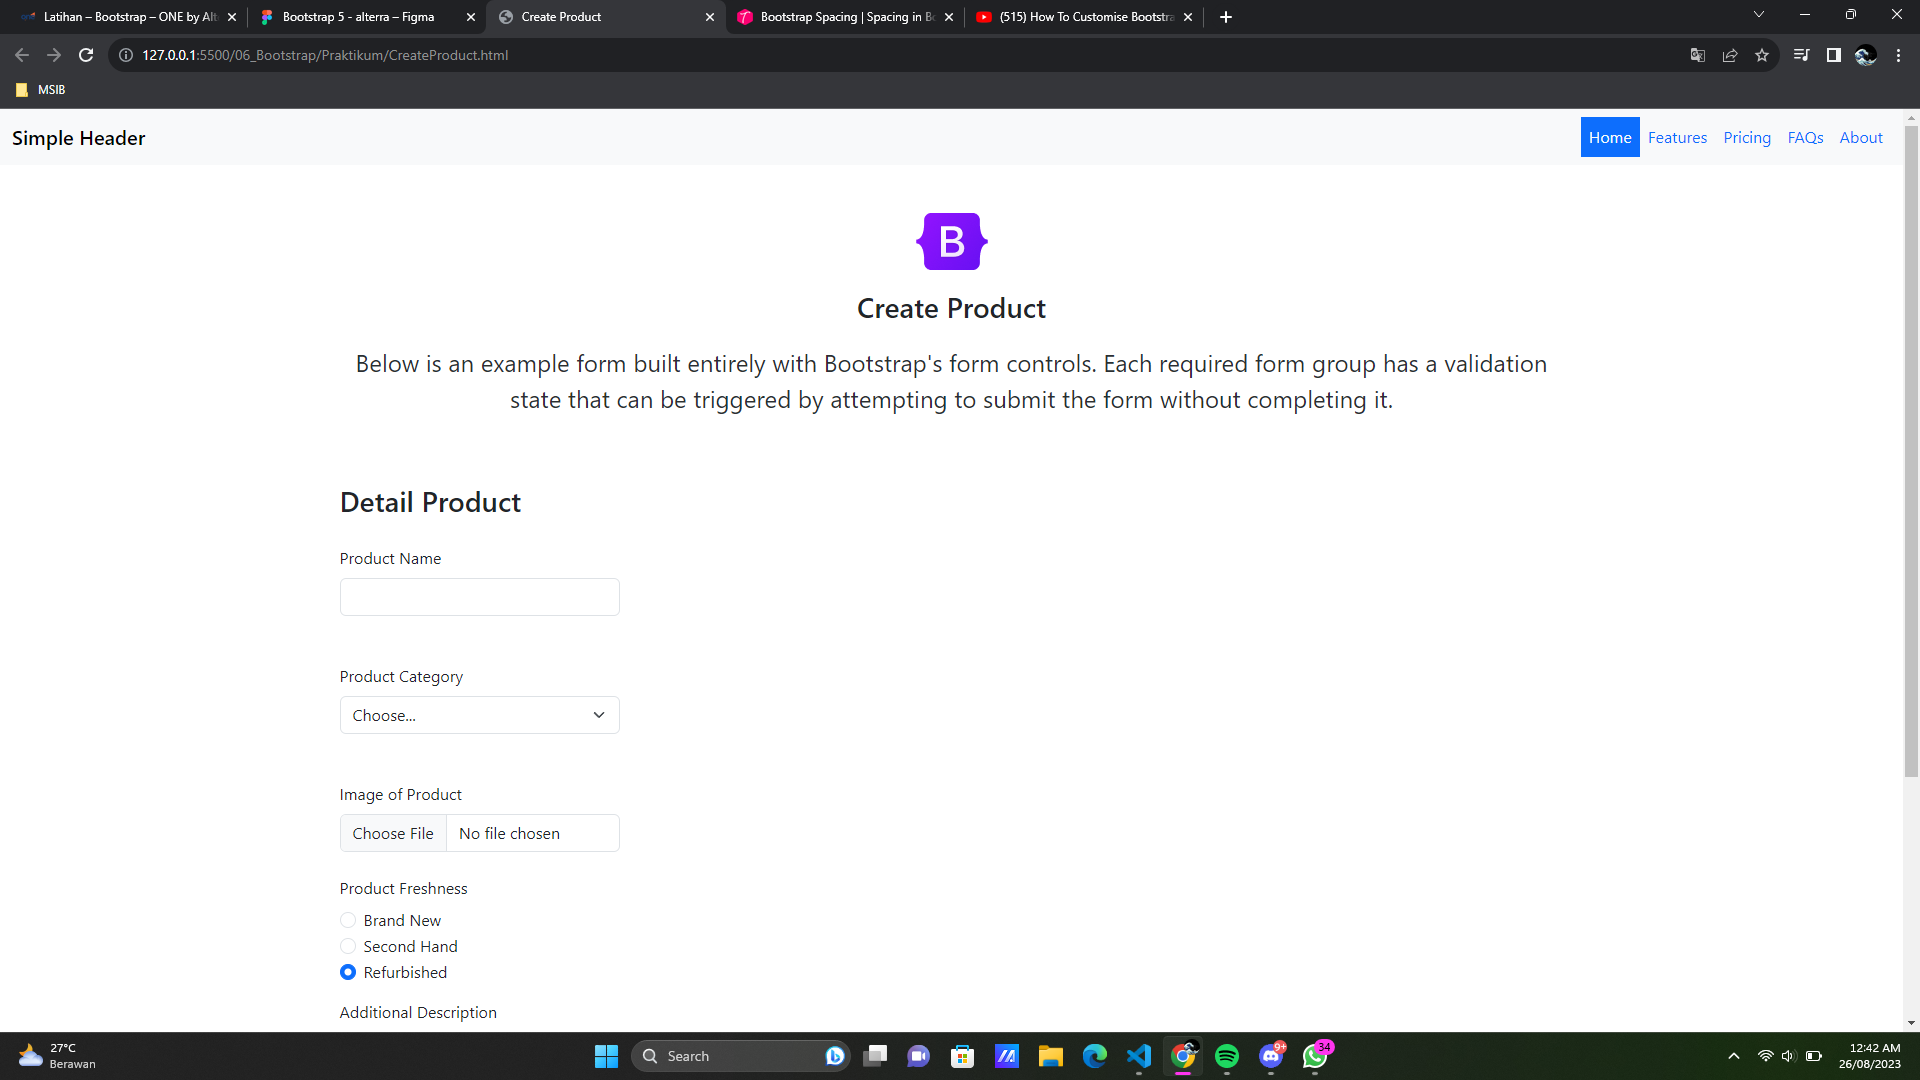 Latihan – Bootstrap – ONE by Alt
Bootstrap 5 - alterra – Figma
Create Product
Bootstrap Spacing | Spacing in Bo
(515) How To Customise Bootstra
127.0.0.1:5500/06_Bootstrap/Praktikum/CreateProduct.html
MSIB
Simple Header
Home
Features
Pricing
FAQs
About
B
Create Product
Below is an example form built entirely with Bootstrap's form controls. Each required form group has a validation
state that can be triggered by attempting to submit the form without completing it.
Detail Product
Product Name
Product Category
Choose...
Image of Product
Choose File
No file chosen
Product Freshness
Brand New
Second Hand
Refurbished
Additional Description
27°C
Berawan
Search
9+
34
12:42 AM
26/08/2023